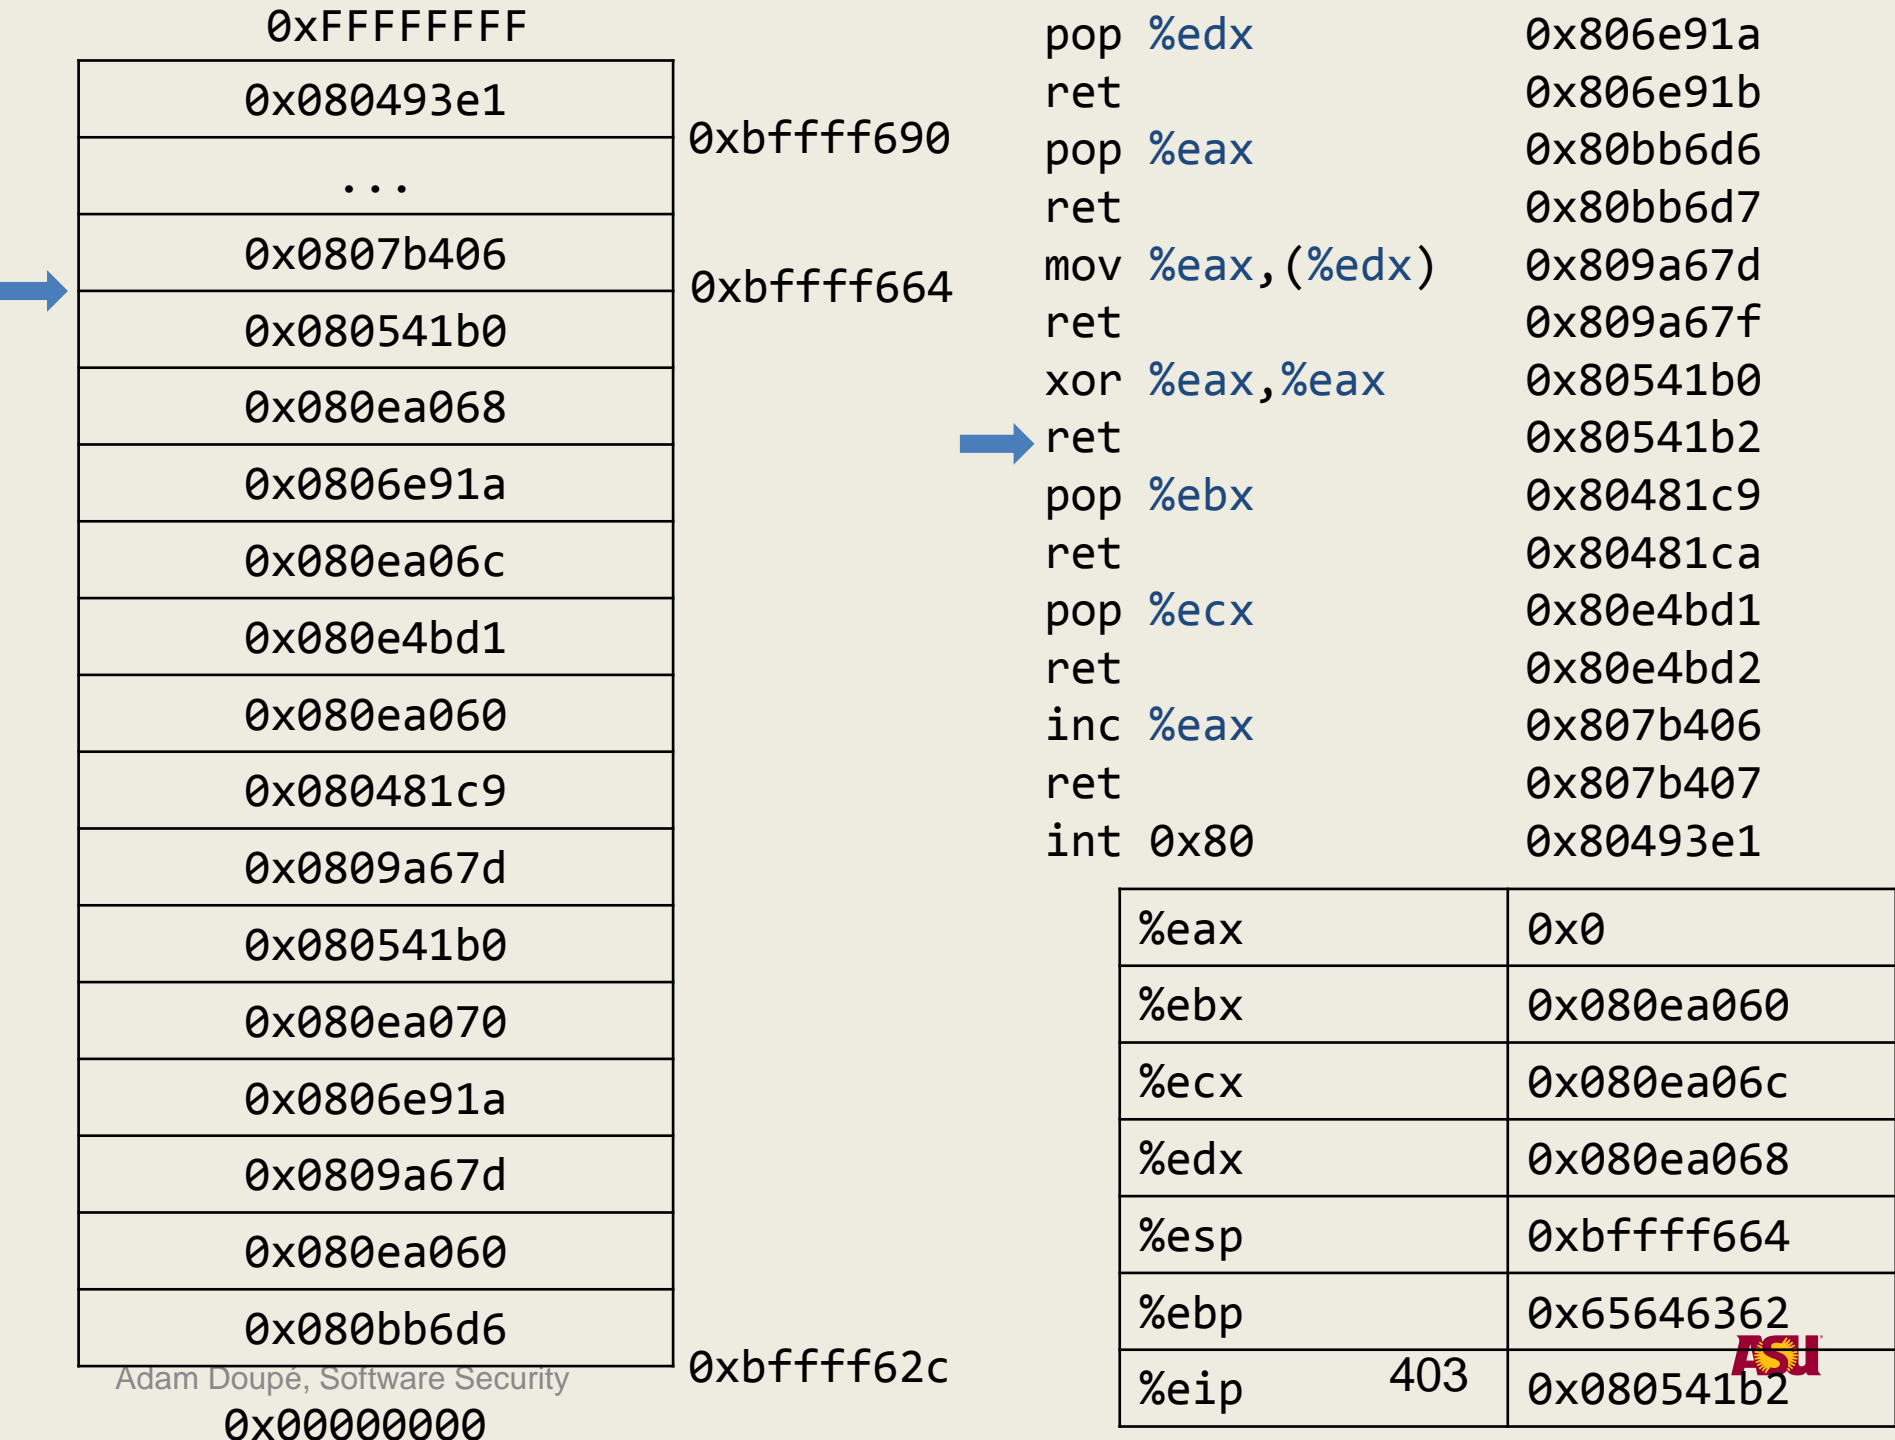 0xFFFFFFFF
0x080493e1
0xbffff690
...
0x0807b406
0xbffff664
0x080541b0
0x080ea068
0x0806e91a
0x080ea06c
0x080e4bd1
0x080ea060
0x080481c9
0x0809a67d
0x080541b0
0x080ea070
0x0806e91a
0x0809a67d
0x080ea060
0x080bb6d6
0xbffff62c
Adam Doupé, Software Security
0x00000000
pop %edx 0x806e91a
ret 0x806e91b
pop %eax 0x80bb6d6
ret 0x80bb6d7
mov %eax,(%edx) 0x809a67d
ret 0x809a67f
xor %eax,%eax 0x80541b0
ret 0x80541b2
pop %ebx 0x80481c9
ret 0x80481ca
pop %ecx 0x80e4bd1
ret 0x80e4bd2
inc %eax 0x807b406
ret 0x807b407
int 0x80 0x80493e1
%eax 0x0
%ebx 0x080ea060
%ecx 0x080ea06c
%edx 0x080ea068
%esp 0xbffff664
%ebp 0x65646362
%eip 0x080541b2
403
ASU